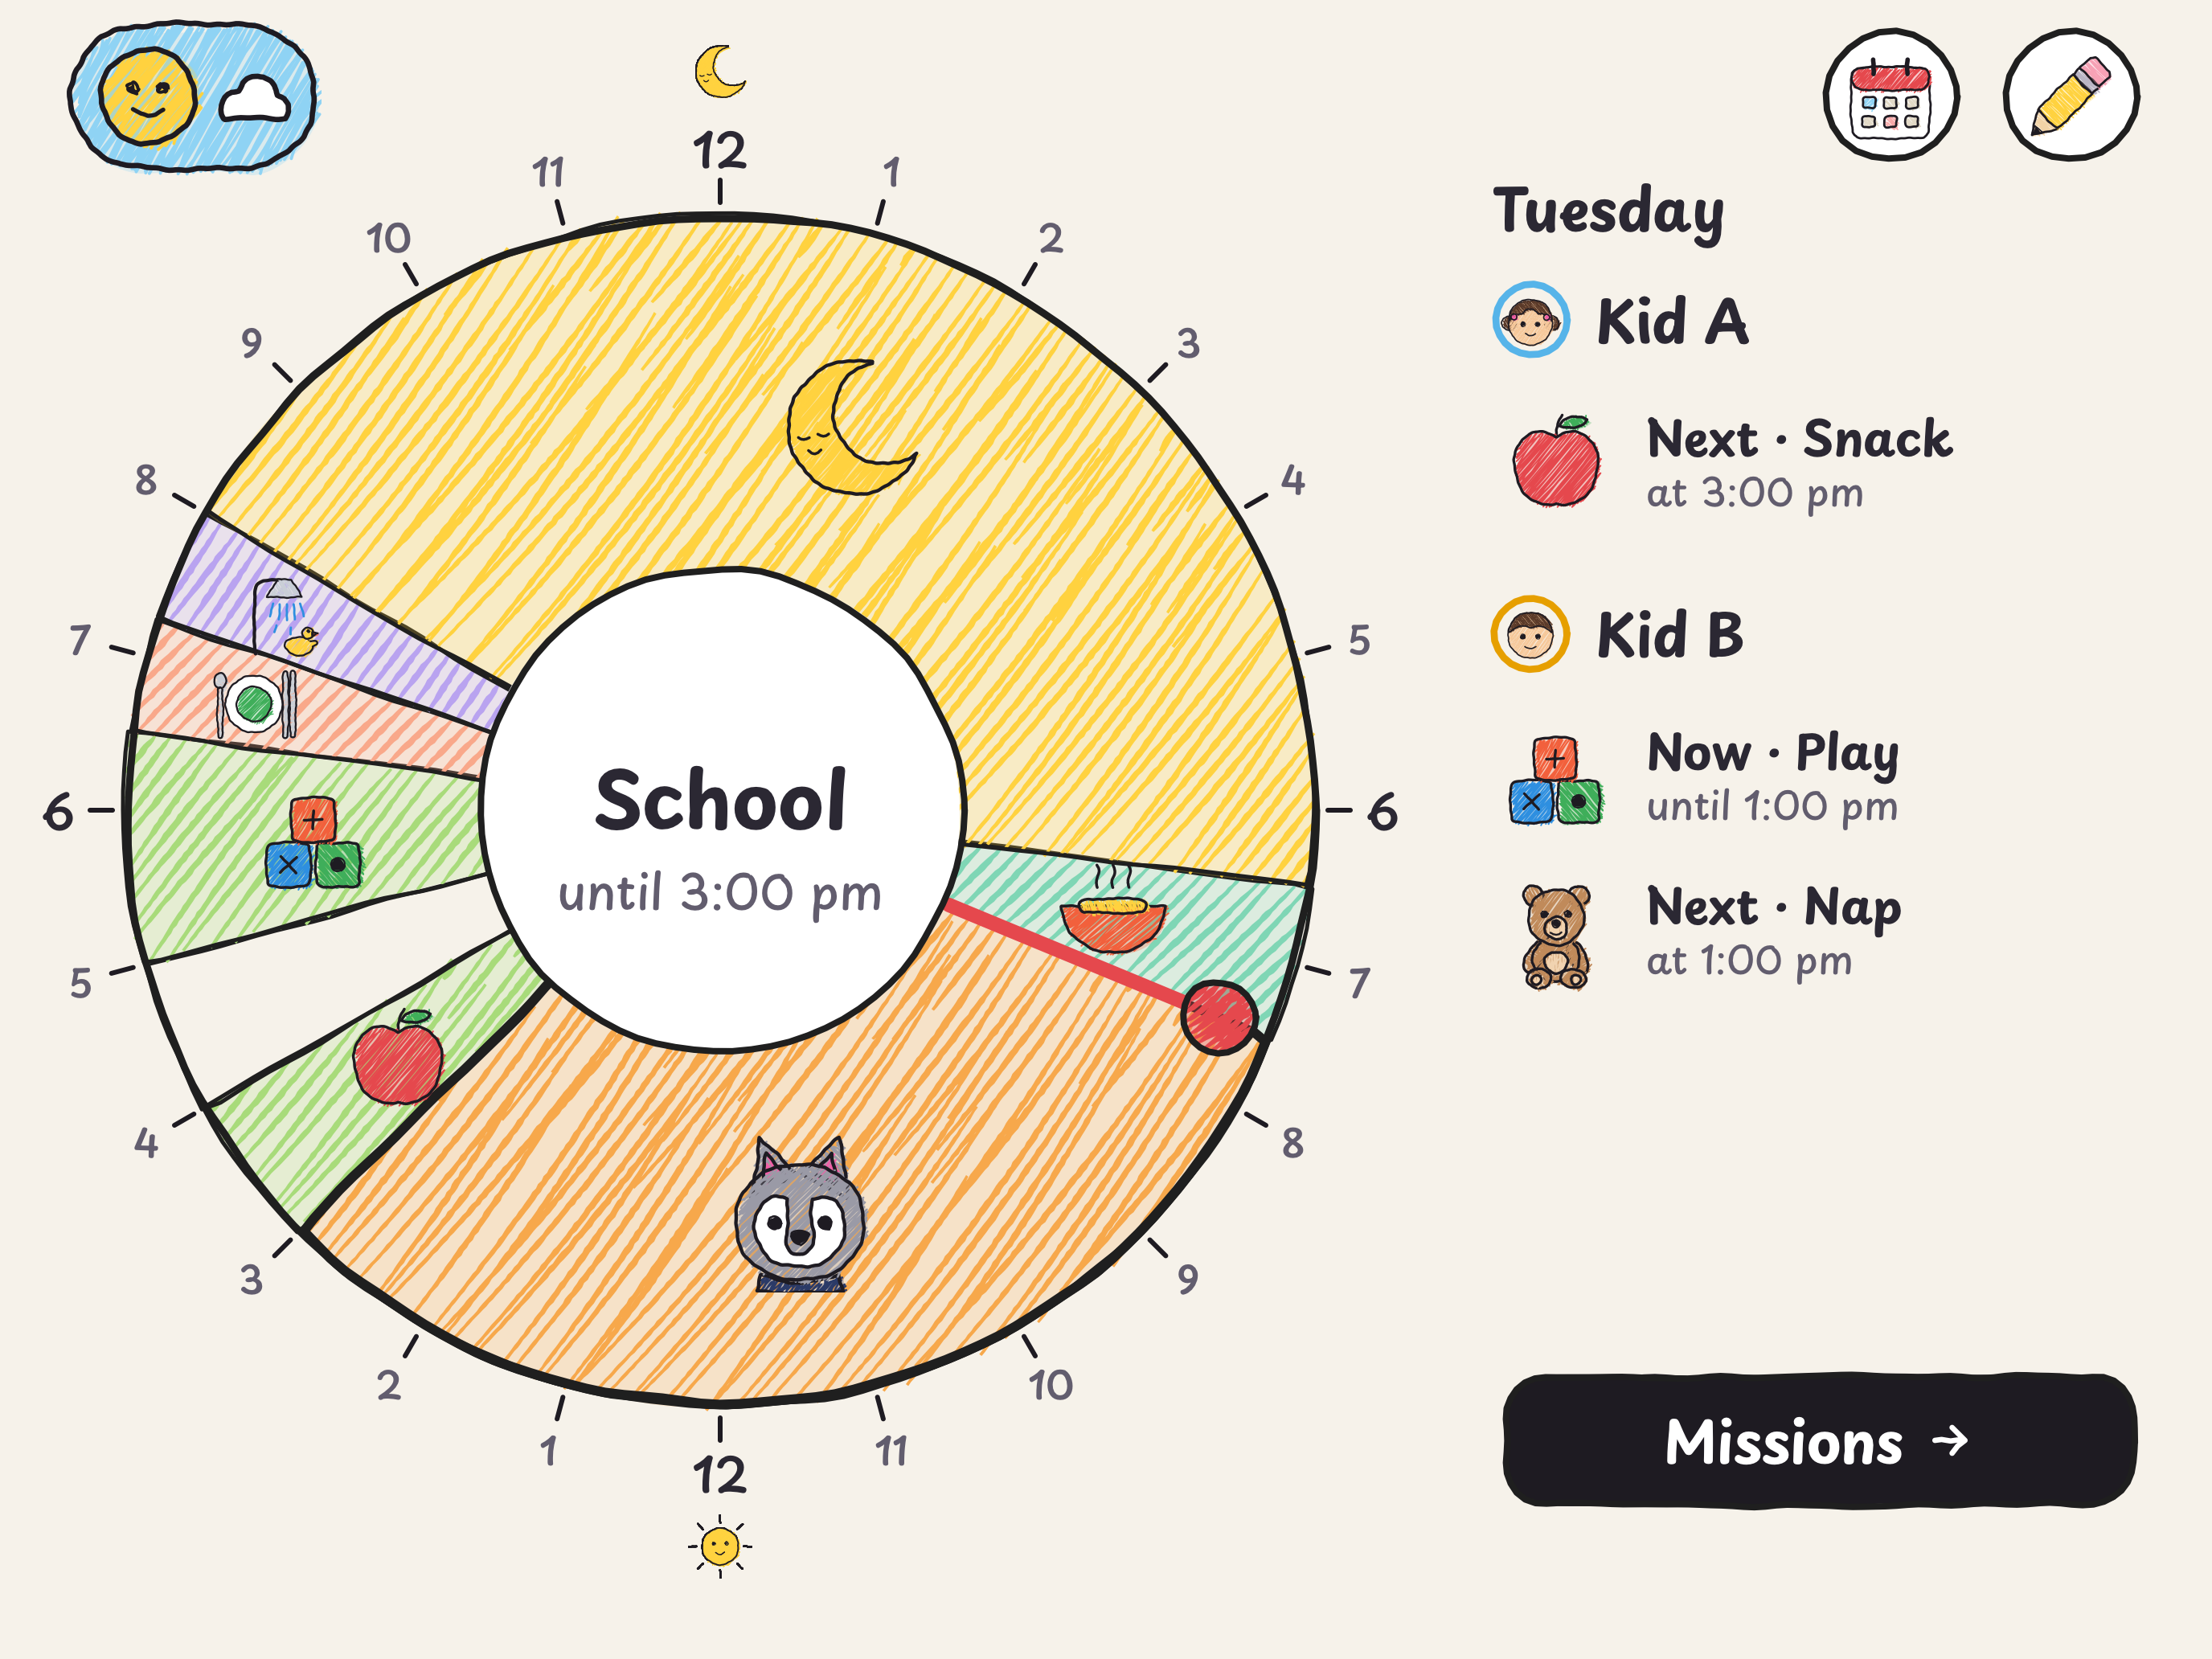 12
11
1
10
2
9
3
8
4
7
5
6
6
5
7
4
8
3
9
2
10
1
11
12
School
until 3:00 pm
Tuesday
Kid A
Next · Snack
at 3:00 pm
Kid B
Now · Play
until 1:00 pm
Next · Nap
at 1:00 pm
Missions →